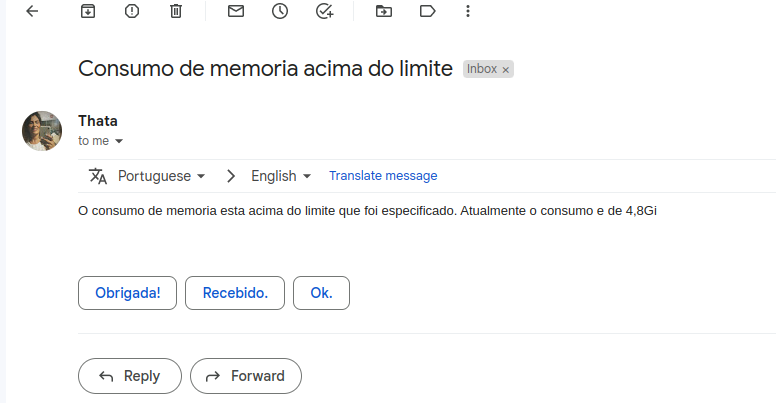 Consumo de memoria acima do limite Inbox ×
Thata
to me
Portuguese > English Translate message
O consumo de memoria esta acima do limite que foi especificado. Atualmente o consumo e de 4,8Gi
Obrigada! Recebido. Ok.
Reply Forward